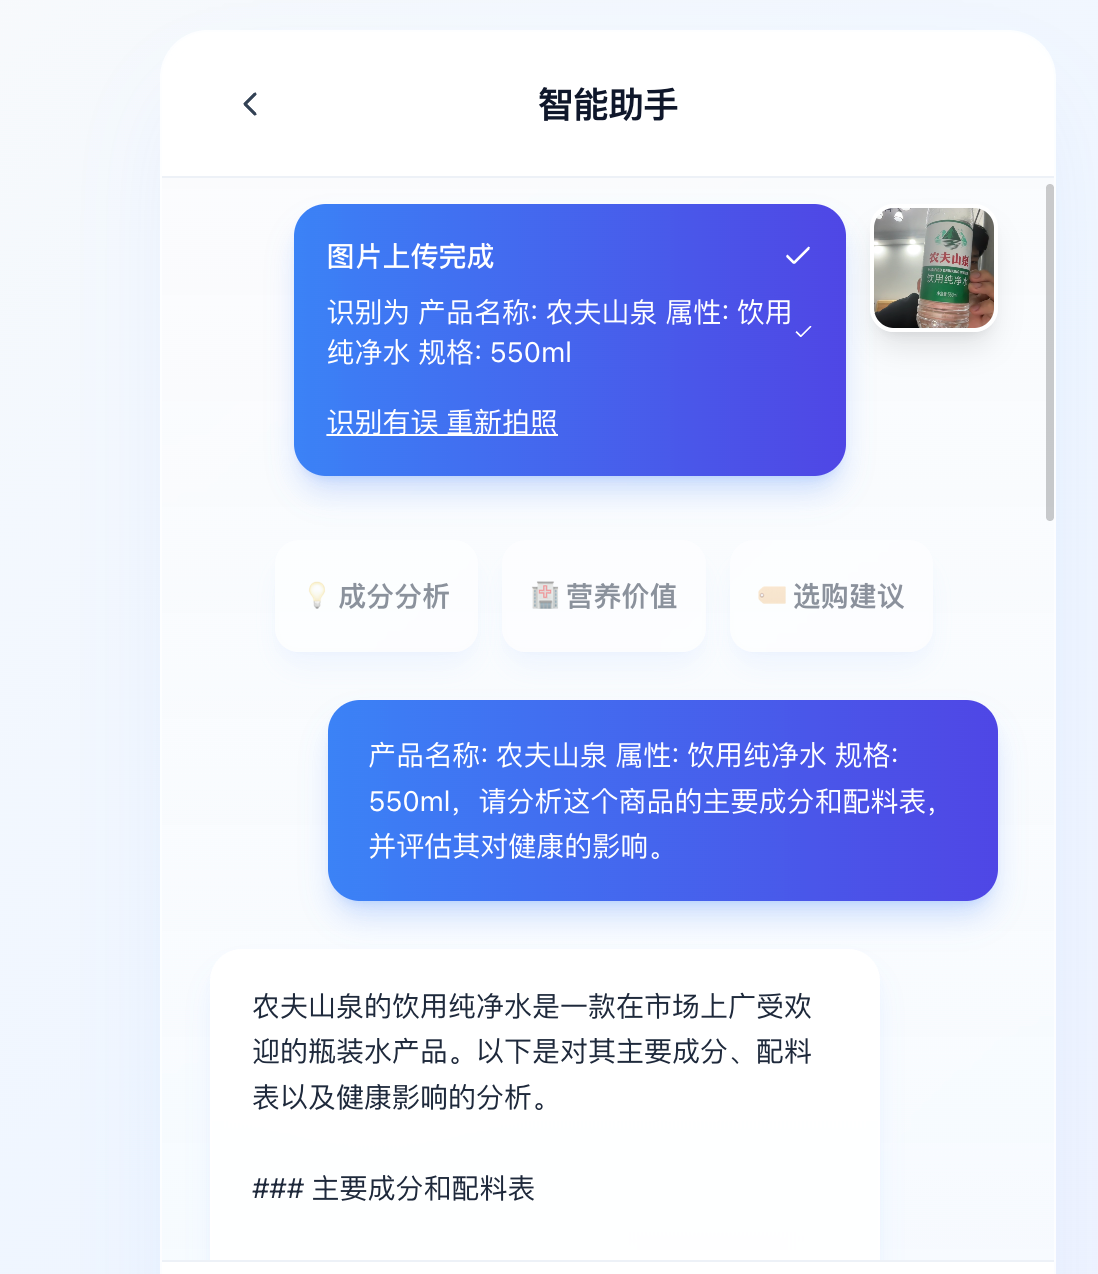 智能助手
图片上传完成
识别为 产品名称: 农夫山泉 属性: 饮用
纯净水 规格: 550ml
识别有误 重新拍照
农夫山泉
饮用纯净水
成分分析
营养价值
选购建议
产品名称: 农夫山泉 属性: 饮用纯净水 规格:
550ml，请分析这个商品的主要成分和配料表，
并评估其对健康的影响。
农夫山泉的饮用纯净水是一款在市场上广受欢
迎的瓶装水产品。以下是对其主要成分、配料
表以及健康影响的分析。
### 主要成分和配料表